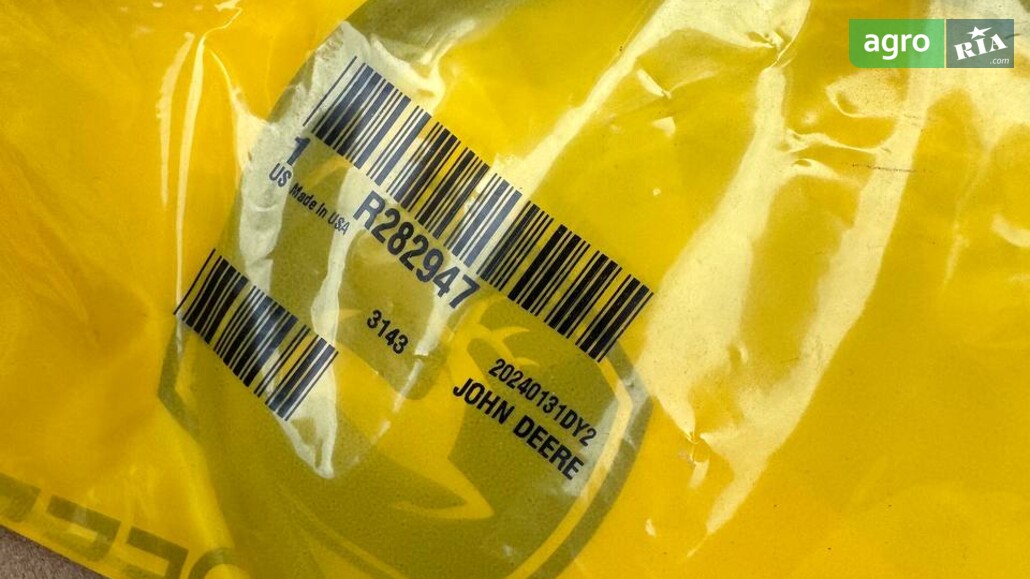 agro RIA
.com
1
US Made in USA
R282947
3143
20240131DY2
JOHN DEERE